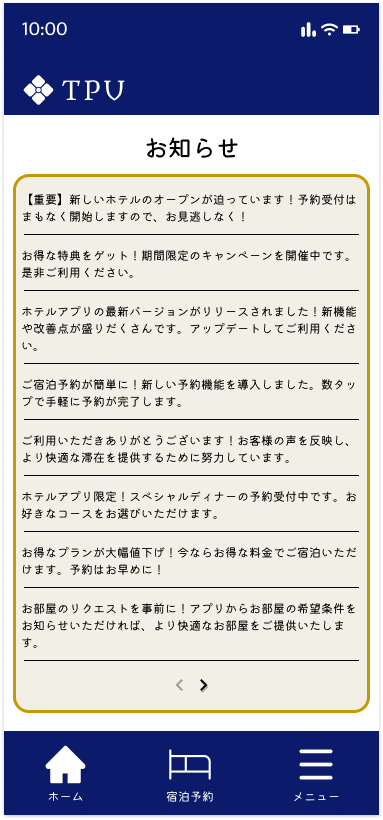 10:00
TPU
お知らせ
【重要】新しいホテルのオープンが迫っています！予約受付は
まもなく開始しますので、お見逃しなく！
お得な特典をゲット！期間限定のキャンペーンを開催中です。
是非ご利用ください。
ホテルアプリの最新バージョンがリリースされました！新機能
や改善点が盛りだくさんです。アップデートしてご利用くださ
い。
ご宿泊予約が簡単に！新しい予約機能を導入しました。数タッ
プで手軽に予約が完了します。
ご利用いただきありがとうございます！お客様の声を反映し、
より快適な滞在を提供するために努力しています。
ホテルアプリ限定！スペシャルディナーの予約受付中です。お
好きなコースをお選びいただけます。
お得なプランが大幅値下げ！今ならお得な料金でご宿泊いただ
けます。予約はお早めに！
お部屋のリクエストを事前に！アプリからお部屋の希望条件を
お知らせいただければ、より快適なお部屋をご提供いたしま
す。
ホーム
宿泊予約
メニュー